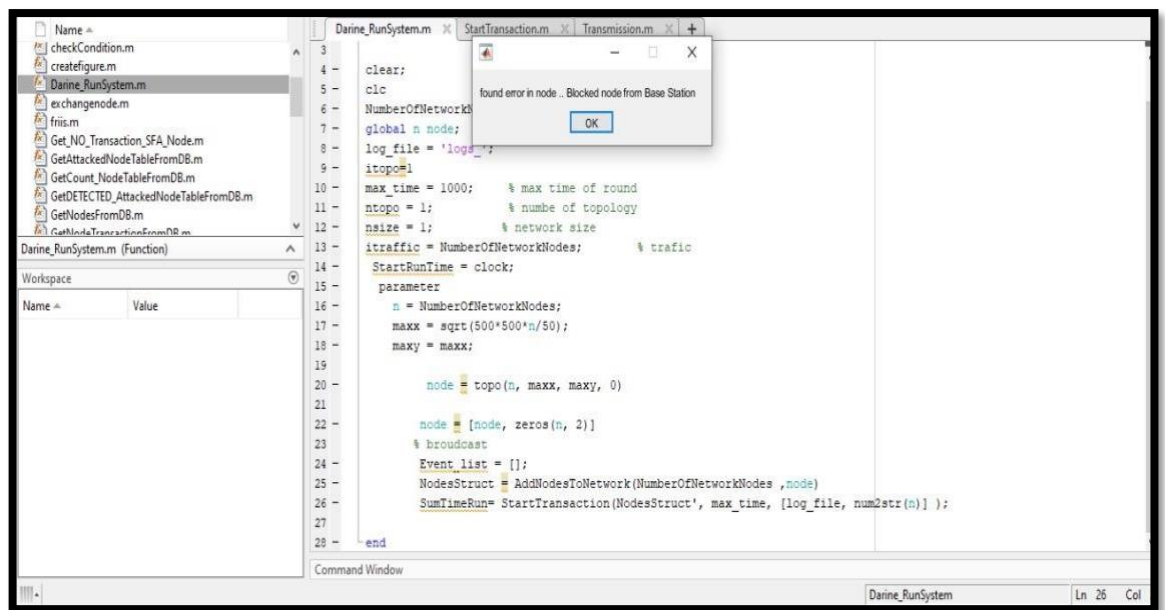 Name
checkCondition.m
createfigure.m
Darine_RunSystem.m
exchangenode.m
friis.m
Get_NO_Transaction_SFA_Node.m
GetAttackedNodeTableFromDB.m
GetCount_NodeTableFromDB.m
GetDETECTED_AttackedNodeTableFromDB.m
GetNodesFromDB.m
GetNodeTransactionFromDB.m
Darine_RunSystem.m (Function)
Workspace
Name
Value
Darine_RunSystem.m StartTransaction.m Transmission.m +
found error in node .. Blocked node from Base Station
OK
3
4 - clear;
5 - clc
6 - NumberOfNetworkN
7 - global n node;
8 - log_file = 'logs_';
9 - itopo=1
10 - max_time = 1000; % max time of round
11 - ntopo = 1; % numbe of topology
12 - nsize = 1; % network size
13 - itraffic = NumberOfNetworkNodes; % trafic
14 - StartRunTime = clock;
15 - parameter
16 - n = NumberOfNetworkNodes;
17 - maxx = sqrt(500*500*n/50);
18 - maxy = maxx;
19
20 - node = topo(n, maxx, maxy, 0)
21
22 - node = [node, zeros(n, 2)]
23 % broudcast
24 - Event_list = [];
25 - NodesStruct = AddNodesToNetwork(NumberOfNetworkNodes ,node)
26 - SumTimeRun= StartTransaction(NodesStruct', max_time, [log_file, num2str(n)] );
27
28 - end
Command Window
Darine_RunSystem Ln 26 Col